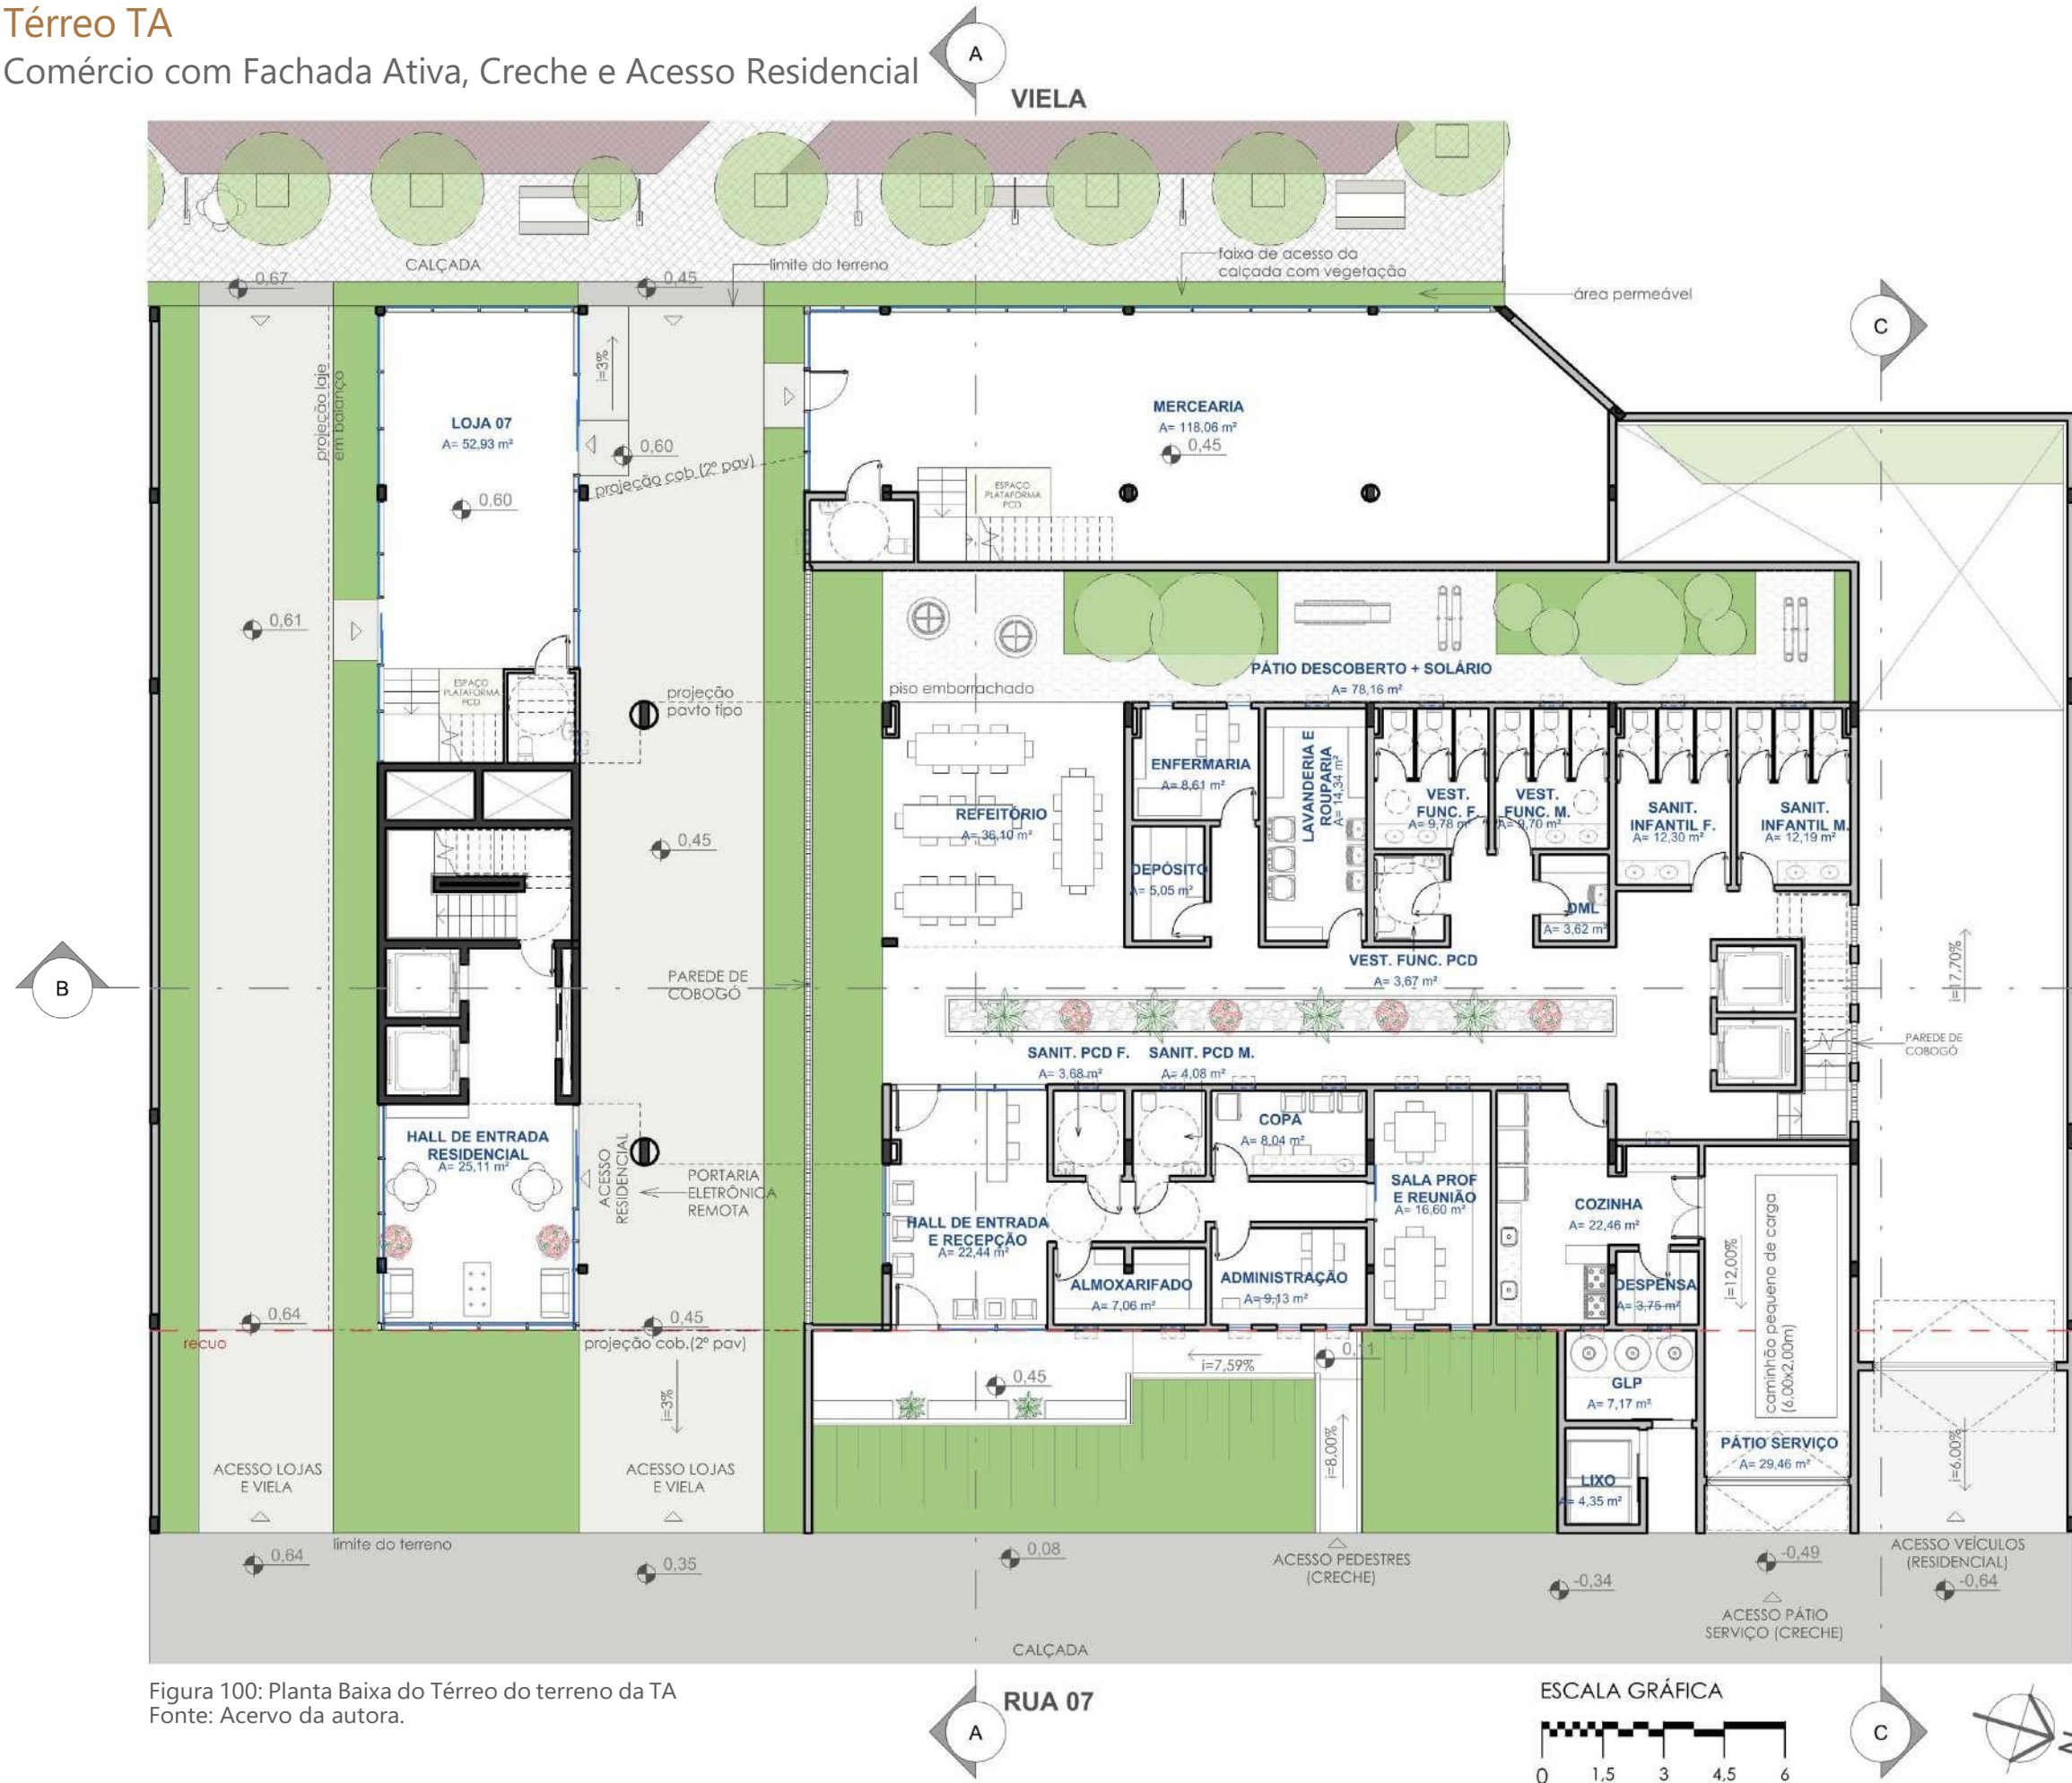 Térreo TA
Comércio com Fachada Ativa, Creche e Acesso Residencial
A
VIELA
CALÇADA
limite do terreno
faixa de acesso da
calçada com vegetação
0,67
0,45
área permeável
C
projeção laje
em balanço
i=3%
LOJA 07
A= 52,93 m²
0,60
0,60
projeção cob.(2º pav)
MERCEARIA
A= 118,06 m²
0,45
ESPAÇO
PLATAFORMA
PCD
0,61
ESPAÇO
PLATAFORMA
PCD
projeção
pavto tipo
piso emborrachado
PÁTIO DESCOBERTO + SOLÁRIO
A= 78,16 m²
REFEITÓRIO
A= 36,10 m²
ENFERMARIA
A= 8,61 m²
LAVANDERIA E
ROUPARIA
A= 14,34 m²
VEST.
FUNC. F.
A= 9,78 m²
VEST.
FUNC. M.
A= 9,70 m²
SANIT.
INFANTIL F.
A= 12,30 m²
SANIT.
INFANTIL M.
A= 12,19 m²
0,45
DEPÓSITO
A= 5,05 m²
DML
A= 3,62 m²
VEST. FUNC. PCD
A= 3,67 m²
B
PAREDE DE
COBOGÓ
i=17,70%
PAREDE DE
COBOGÓ
SANIT. PCD F.
A= 3,68 m²
SANIT. PCD M.
A= 4,08 m²
HALL DE ENTRADA
RESIDENCIAL
A= 25,11 m²
ACESSO
RESIDENCIAL
PORTARIA
ELETRÔNICA
REMOTA
COPA
A= 8,04 m²
SALA PROF
E REUNIÃO
A= 16,60 m²
COZINHA
A= 22,46 m²
HALL DE ENTRADA
E RECEPÇÃO
A= 22,44 m²
ALMOXARIFADO
A= 7,06 m²
ADMINISTRAÇÃO
A= 9,13 m²
DESPENSA
A= 3,75 m²
i=12,00%
caminhão pequeno de carga
(6.00x2.00m)
0,64
recuo
0,45
projeção cob.(2º pav)
i=3%
i=7,59%
0,11
0,45
i=8,00%
GLP
A= 7,17 m²
LIXO
A= 4,35 m²
PÁTIO SERVIÇO
A= 29,46 m²
i=6,00%
ACESSO LOJAS
E VIELA
ACESSO LOJAS
E VIELA
limite do terreno
0,64
0,35
0,08
ACESSO PEDESTRES
(CRECHE)
-0,34
-0,49
ACESSO PÁTIO
SERVIÇO (CRECHE)
ACESSO VEÍCULOS
(RESIDENCIAL)
-0,64
CALÇADA
Figura 100: Planta Baixa do Térreo do terreno da TA
Fonte: Acervo da autora.
A
RUA 07
ESCALA GRÁFICA
0 1,5 3 4,5 6
C